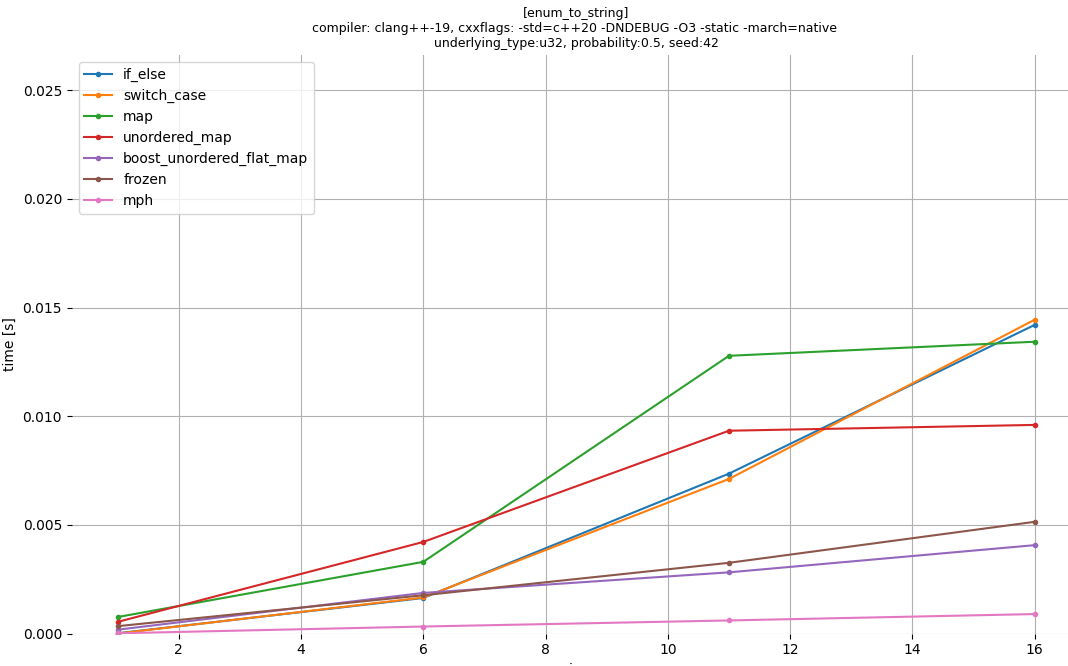 [enum_to_string]
compiler: clang++-19, cxxflags: -std=c++20 -DNDEBUG -O3 -static -march=native
underlying_type:u32, probability:0.5, seed:42
if_else
switch_case
map
unordered_map
boost_unordered_flat_map
frozen
mph
time [s]
0.025
0.020
0.015
0.010
0.005
0.000
2
4
6
8
10
12
14
16